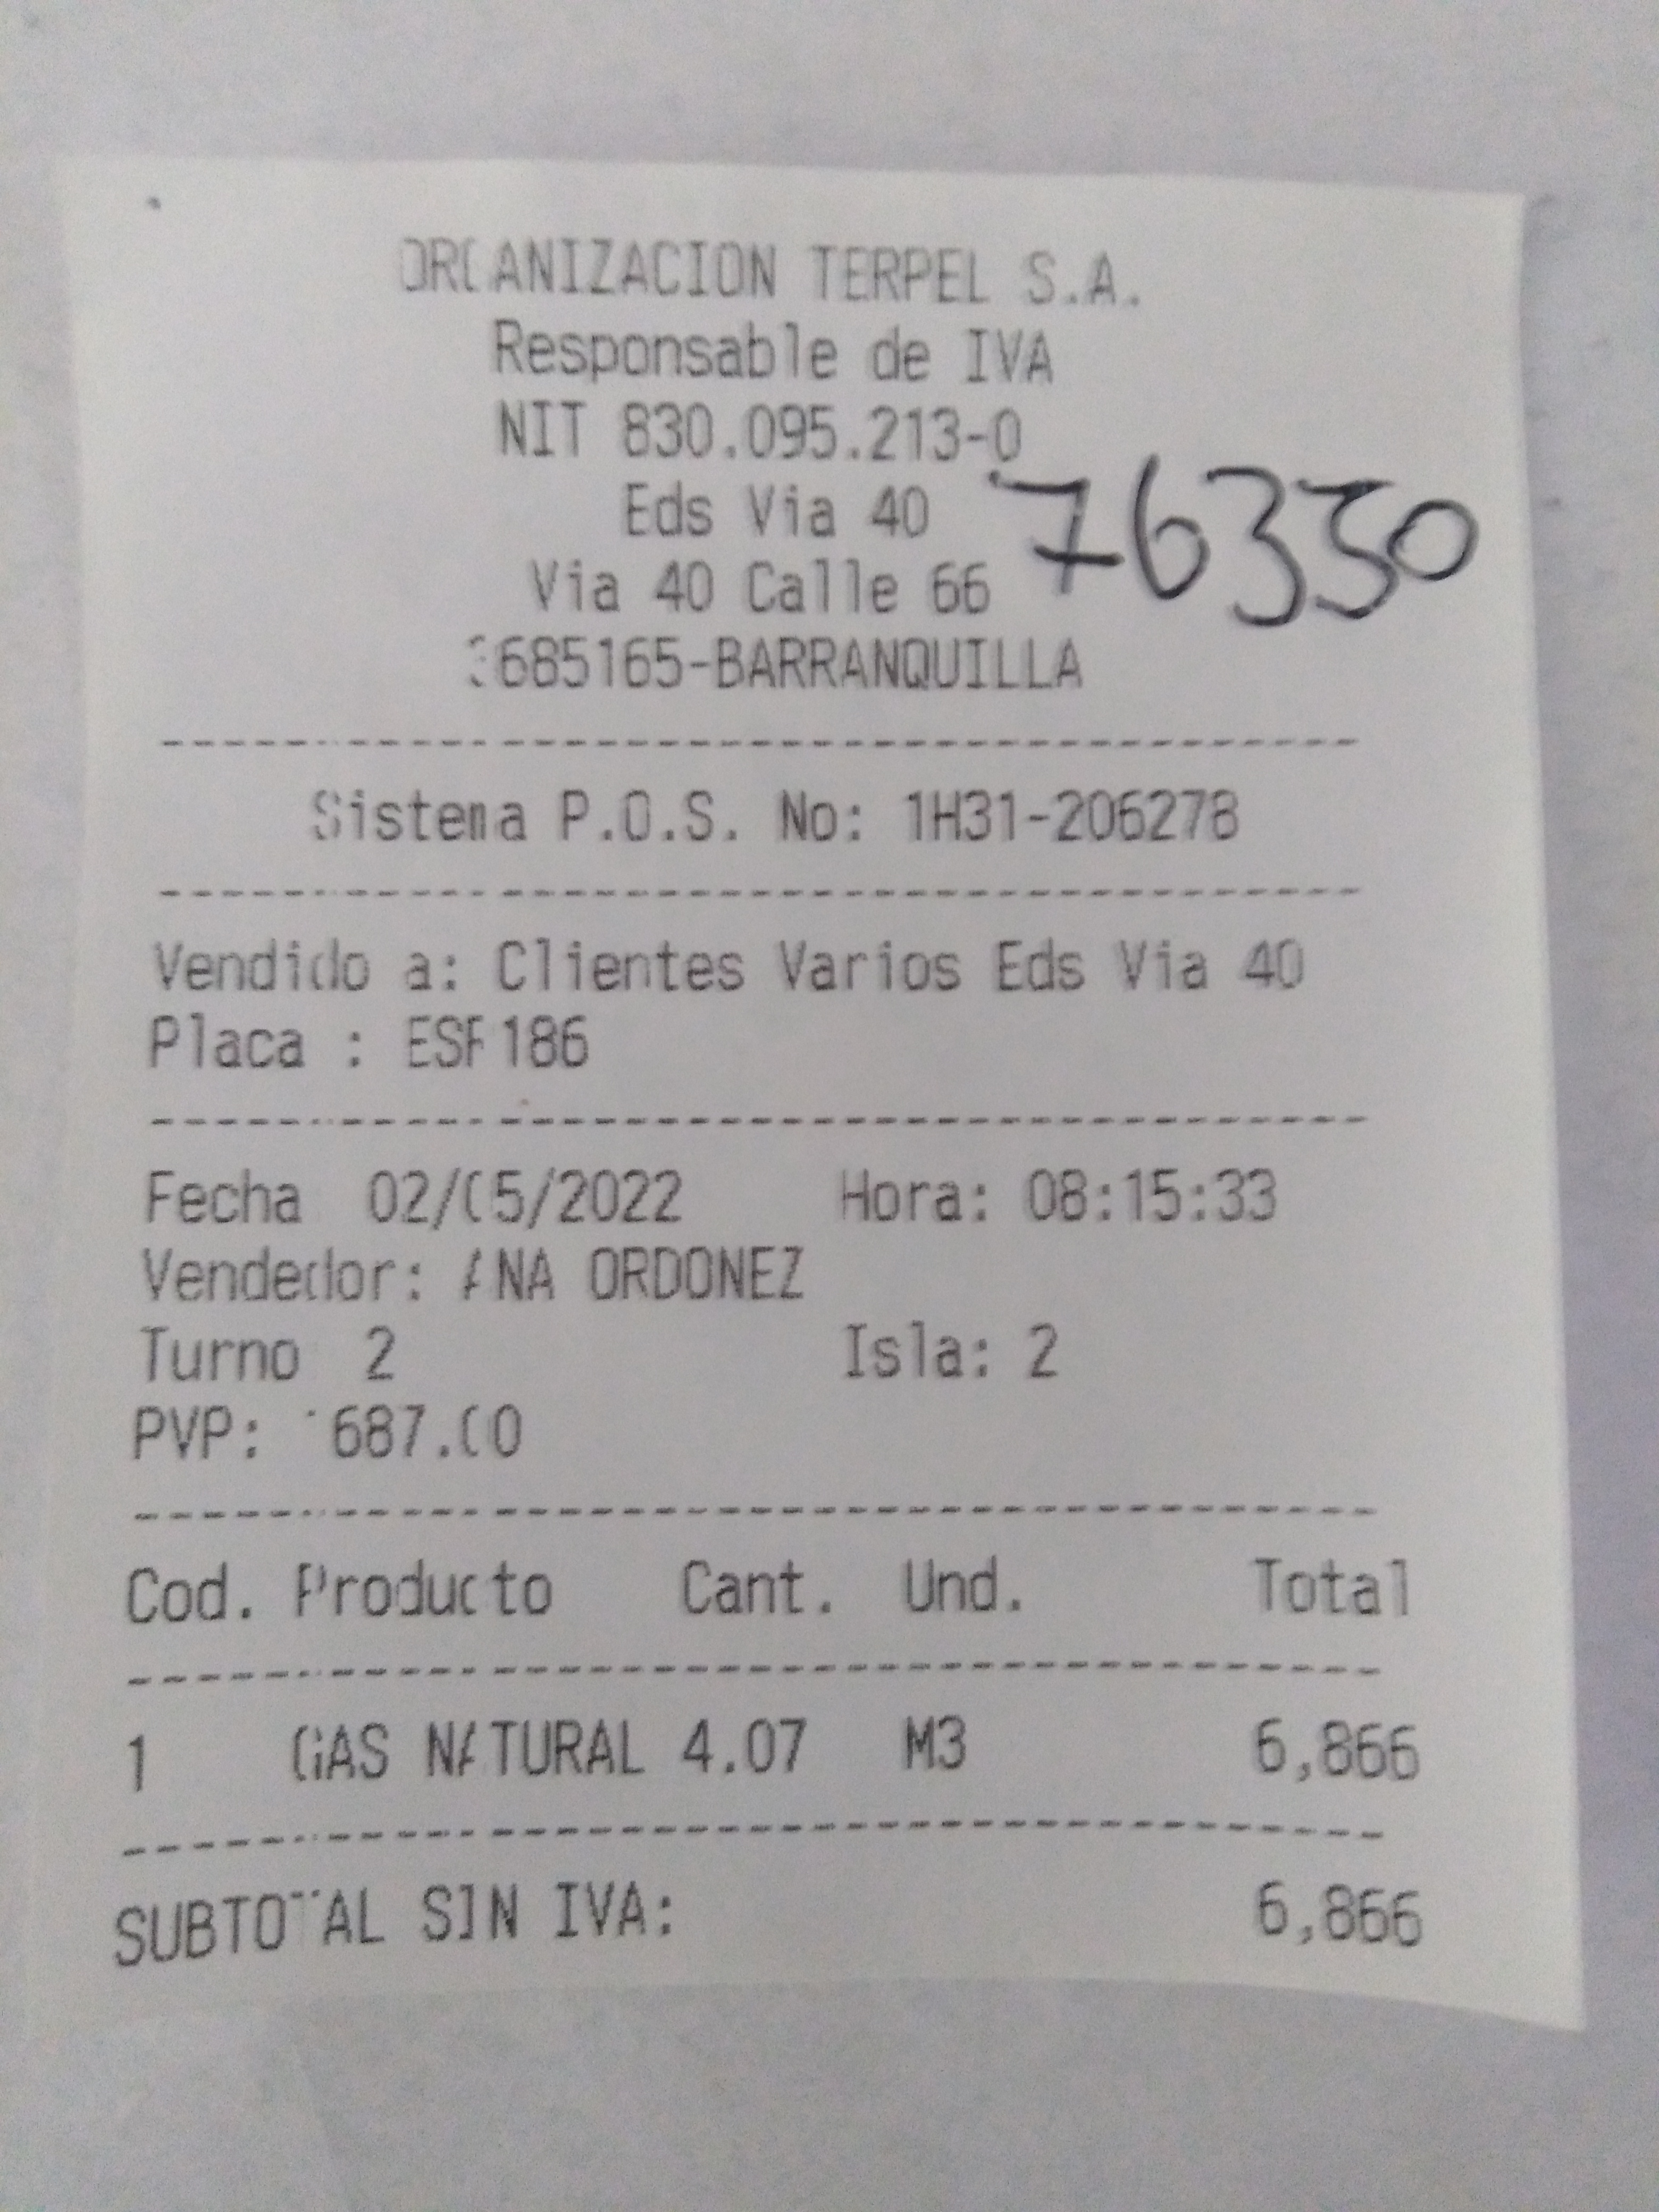 ORGANIZACION TERPEL S.A.
Responsable de IVA
NIT 830.095.213-0
Eds Via 40
76350
Via 40 Calle 66
3685165-BARRANQUILLA
Sistema P.O.S. No: 1H31-206278
Vendido a: Clientes Varios Eds Via 40
Placa : 
Fecha 02/05/2022 Hora: 08:15:33
Vendedor: ANA ORDONEZ
Turno 2 Isla: 2
PVP: 1687.00
Cod. Producto Cant. Und. Total
1 GAS NATURAL 4.07 M3 6,866
SUBTOTAL SIN IVA: 6,866